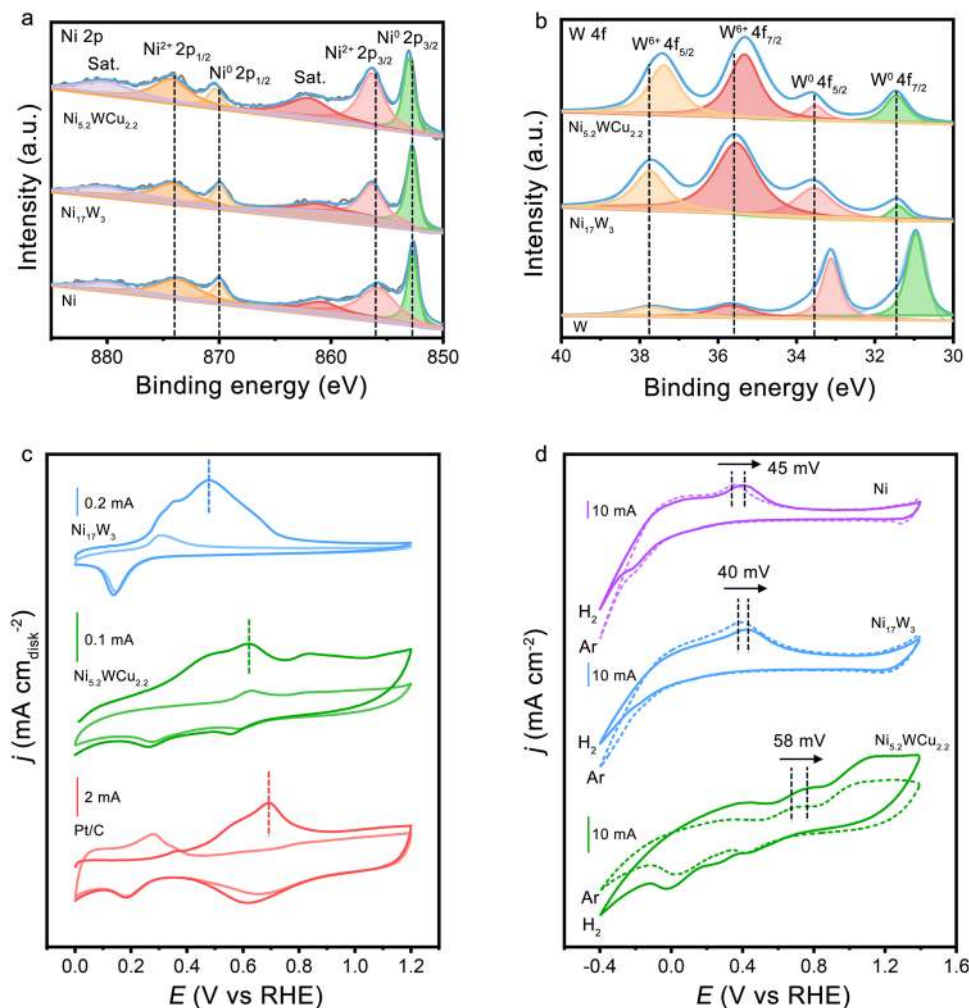 a
Ni 2p
Sat.
Ni²⁺ 2p₁/₂
Ni⁰ 2p₁/₂
Sat.
Ni²⁺ 2p₃/₂
Ni⁰ 2p₃/₂
Ni₅.₂WCu₂.₂
Ni₁₇W₃
Ni
Intensity (a.u.)
880 870 860 850
Binding energy (eV)
b
W 4f
W⁶⁺ 4f₅/₂
W⁶⁺ 4f₇/₂
W⁰ 4f₅/₂
W⁰ 4f₇/₂
Ni₅.₂WCu₂.₂
Ni₁₇W₃
W
Intensity (a.u.)
40 38 36 34 32 30
Binding energy (eV)
c
0.2 mA
Ni₁₇W₃
0.1 mA
Ni₅.₂WCu₂.₂
2 mA
Pt/C
j (mA cm_disk⁻²)
0.0 0.2 0.4 0.6 0.8 1.0 1.2
E (V vs RHE)
d
45 mV
10 mA
Ni
H₂
Ar
40 mV
Ni₁₇W₃
10 mA
H₂
Ar
58 mV
Ni₅.₂WCu₂.₂
10 mA
Ar
H₂
j (mA cm⁻²)
-0.4 0.0 0.4 0.8 1.2 1.6
E (V vs RHE)